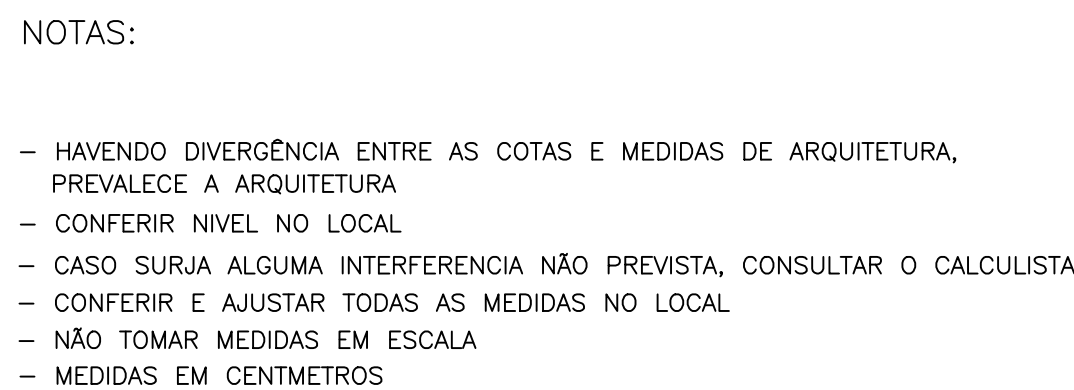 NOTAS:
– HAVENDO DIVERGÊNCIA ENTRE AS COTAS E MEDIDAS DE ARQUITETURA,
PREVALECE A ARQUITETURA
– CONFERIR NIVEL NO LOCAL
– CASO SURJA ALGUMA INTERFERENCIA NÃO PREVISTA, CONSULTAR O CALCULISTA
– CONFERIR E AJUSTAR TODAS AS MEDIDAS NO LOCAL
– NÃO TOMAR MEDIDAS EM ESCALA
– MEDIDAS EM CENTMETROS